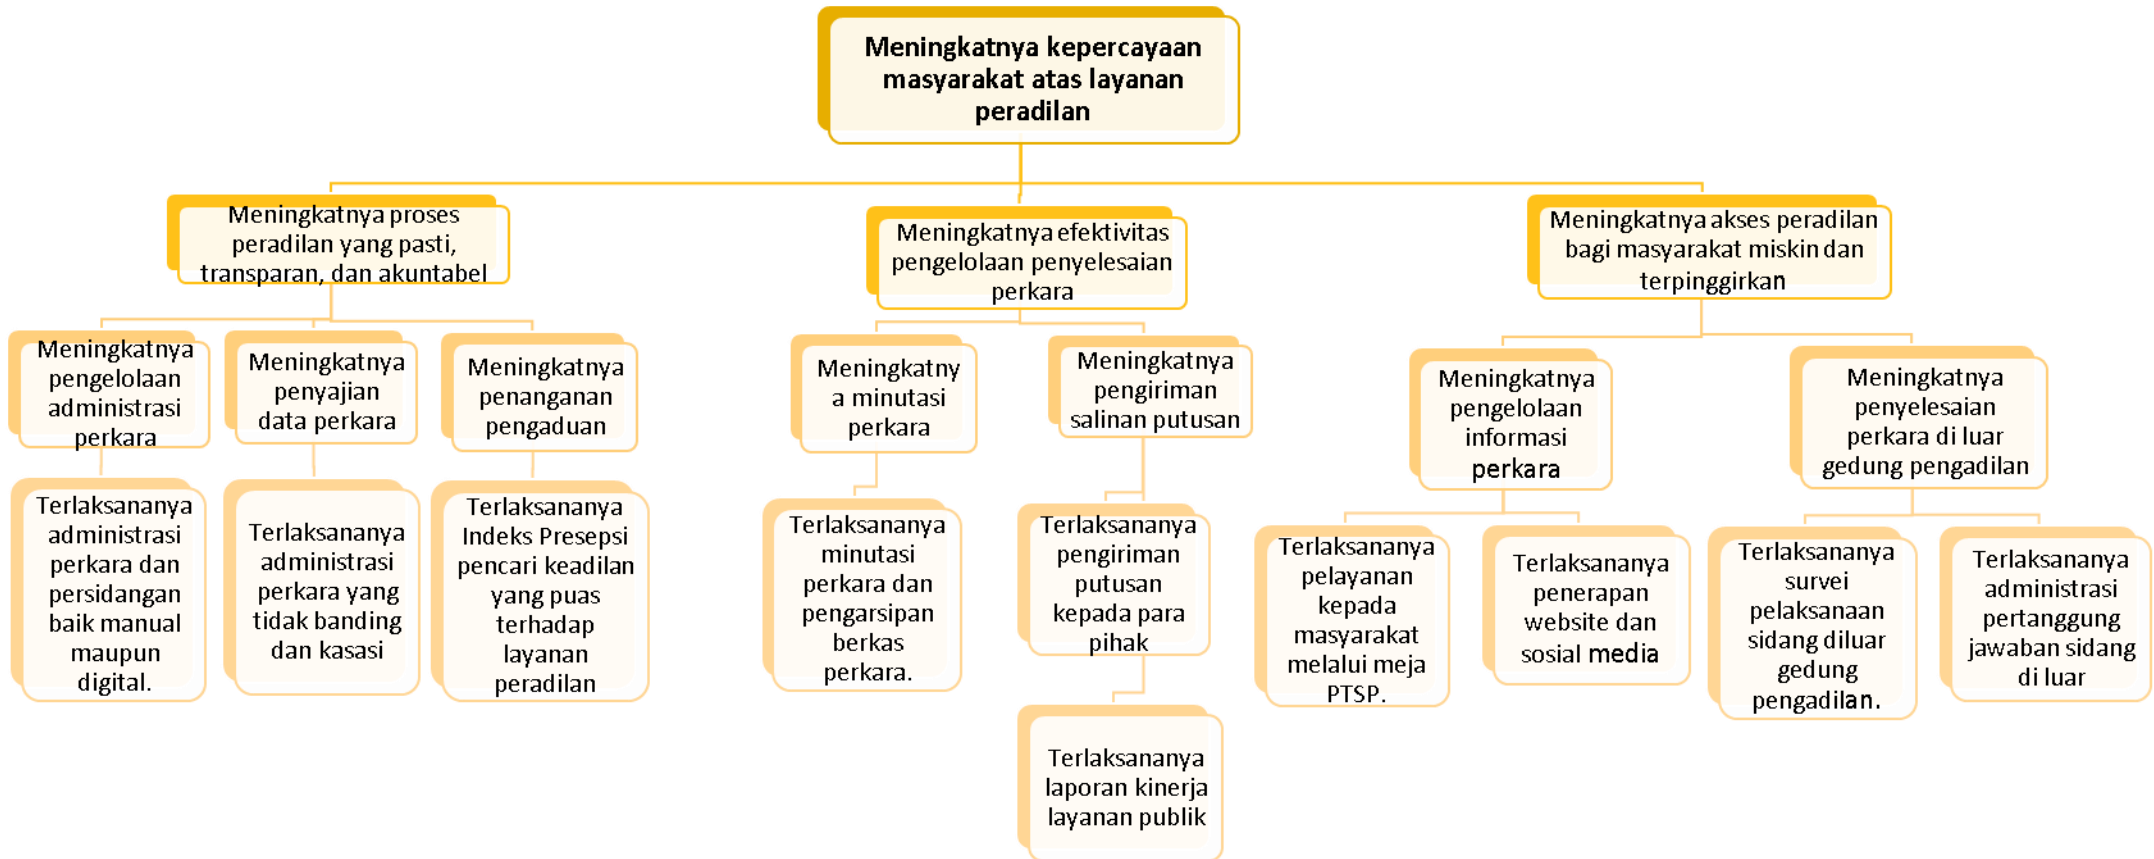 Meningkatnya kepercayaan
masyarakat atas layanan
peradilan
Meningkatnya proses
peradilan yang pasti,
transparan, dan akuntabel
Meningkatnya efektivitas
pengelolaan penyelesaian
perkara
Meningkatnya akses peradilan
bagi masyarakat miskin dan
terpinggirkan
Meningkatnya
pengelolaan
administrasi
perkara
Meningkatnya
penyajian
data perkara
Meningkatnya
penanganan
pengaduan
Meningkatny
a minutasi
perkara
Meningkatnya
pengiriman
salinan putusan
Meningkatnya
pengelolaan
informasi
perkara
Meningkatnya
penyelesaian
perkara di luar
gedung pengadilan
Terlaksananya
administrasi
perkara dan
persidangan
baik manual
maupun
digital.
Terlaksananya
administrasi
perkara yang
tidak banding
dan kasasi
Terlaksananya
Indeks Presepsi
pencari keadilan
yang puas
terhadap
layanan
peradilan
Terlaksananya
minutasi
perkara dan
pengarsipan
berkas
perkara.
Terlaksananya
pengiriman
putusan
kepada para
pihak
Terlaksananya
pelayanan
kepada
masyarakat
melalui meja
PTSP.
Terlaksananya
penerapan
website dan
sosial media
Terlaksananya
survei
pelaksanaan
sidang diluar
gedung
pengadilan.
Terlaksananya
administrasi
pertanggung
jawaban sidang
di luar
Terlaksananya
laporan kinerja
layanan publik